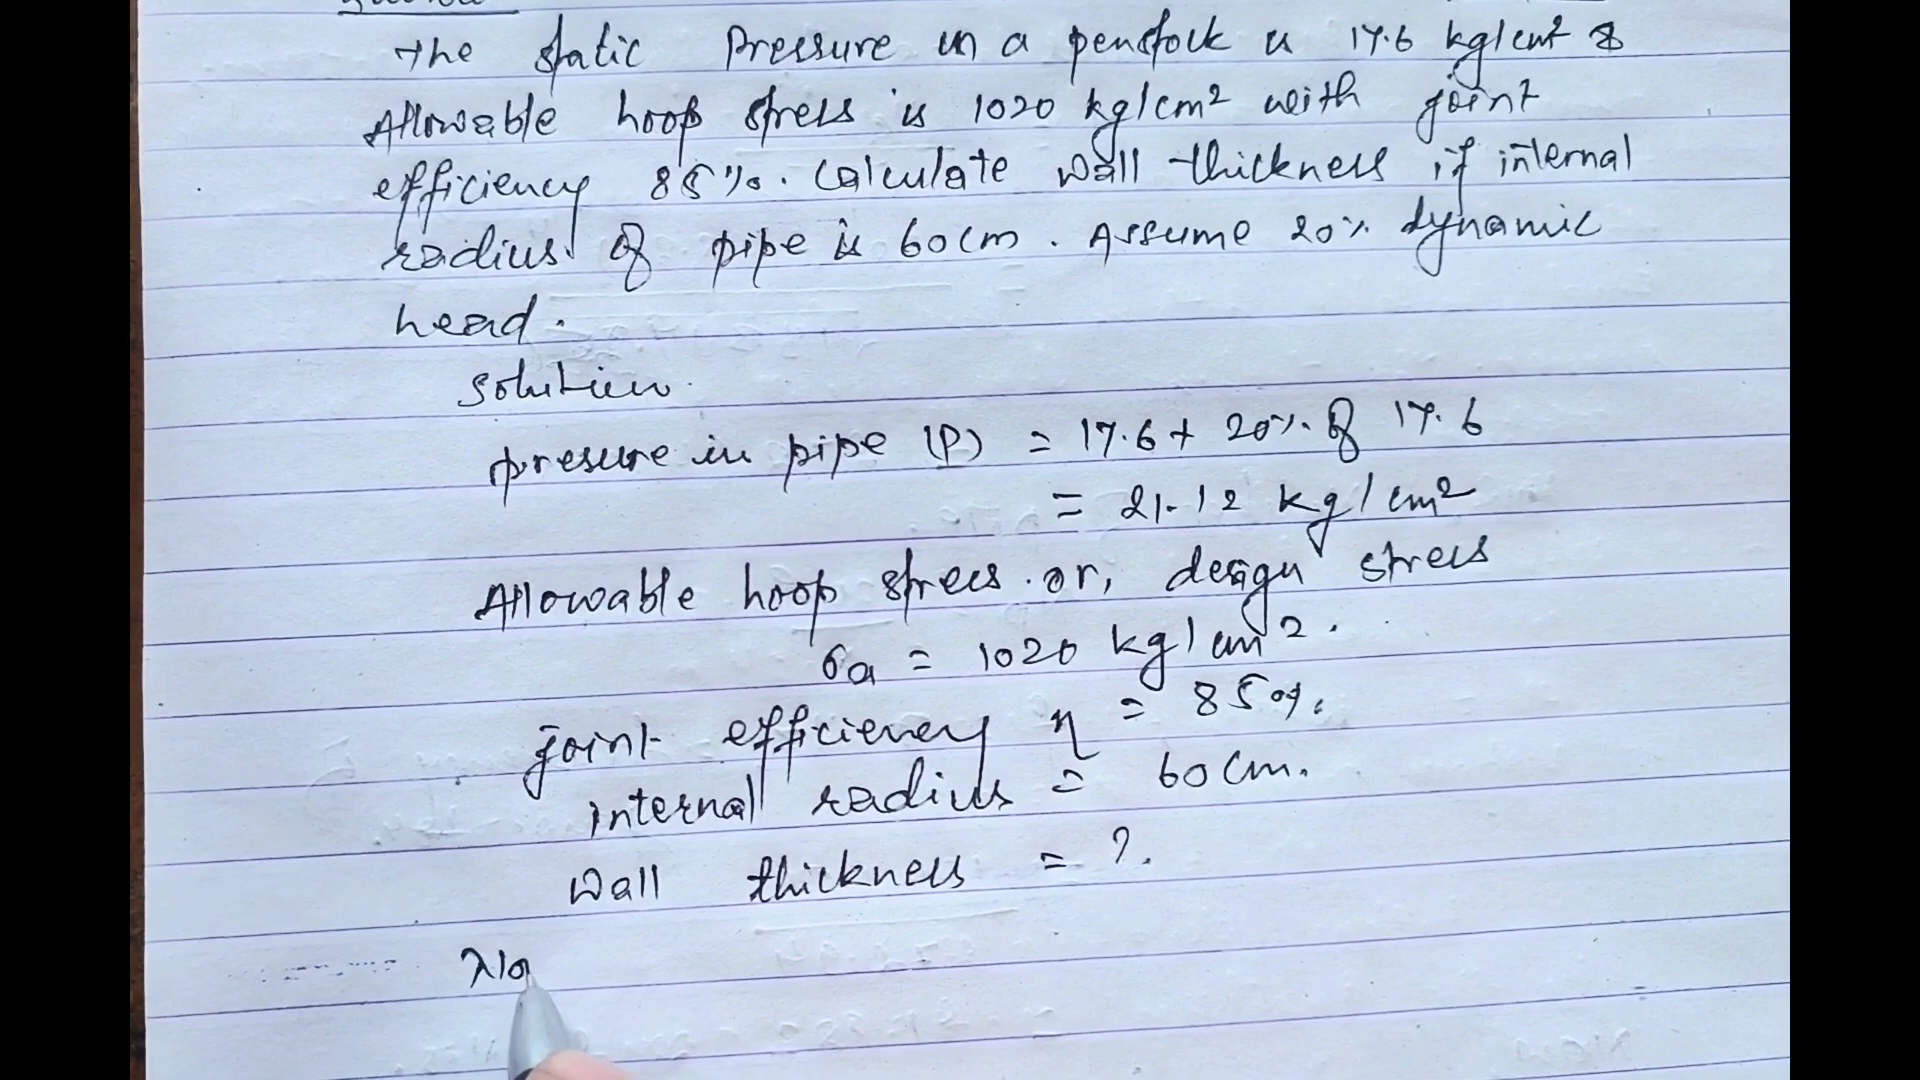 The static Pressure in a penstock is 17.6 kg/cm² &
Allowable hoop stress is 1020 kg/cm² with joint
efficiency 85%. Calculate wall thickness if internal
radius of pipe is 60cm. Assume 20% dynamic
head.
Solution.
presure in pipe (P) = 17.6 + 20% of 17.6
= 21.12 kg/cm²
Allowable hoop stress or, design stress
σa = 1020 kg/cm².
joint efficiency η = 85%.
internal radius = 60cm.
Wall thickness = ?.